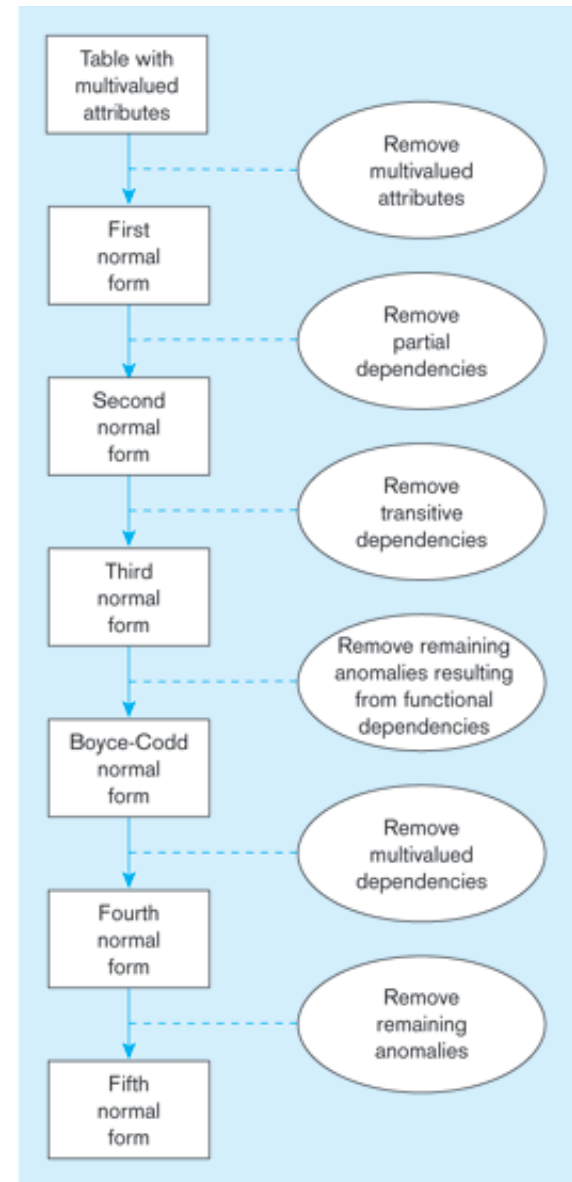 Table with
multivalued
attributes
Remove
multivalued
attributes
First
normal
form
Remove
partial
dependencies
Second
normal
form
Remove
transitive
dependencies
Third
normal
form
Remove remaining
anomalies resulting
from functional
dependencies
Boyce-Codd
normal
form
Remove
multivalued
dependencies
Fourth
normal
form
Remove
remaining
anomalies
Fifth
normal
form